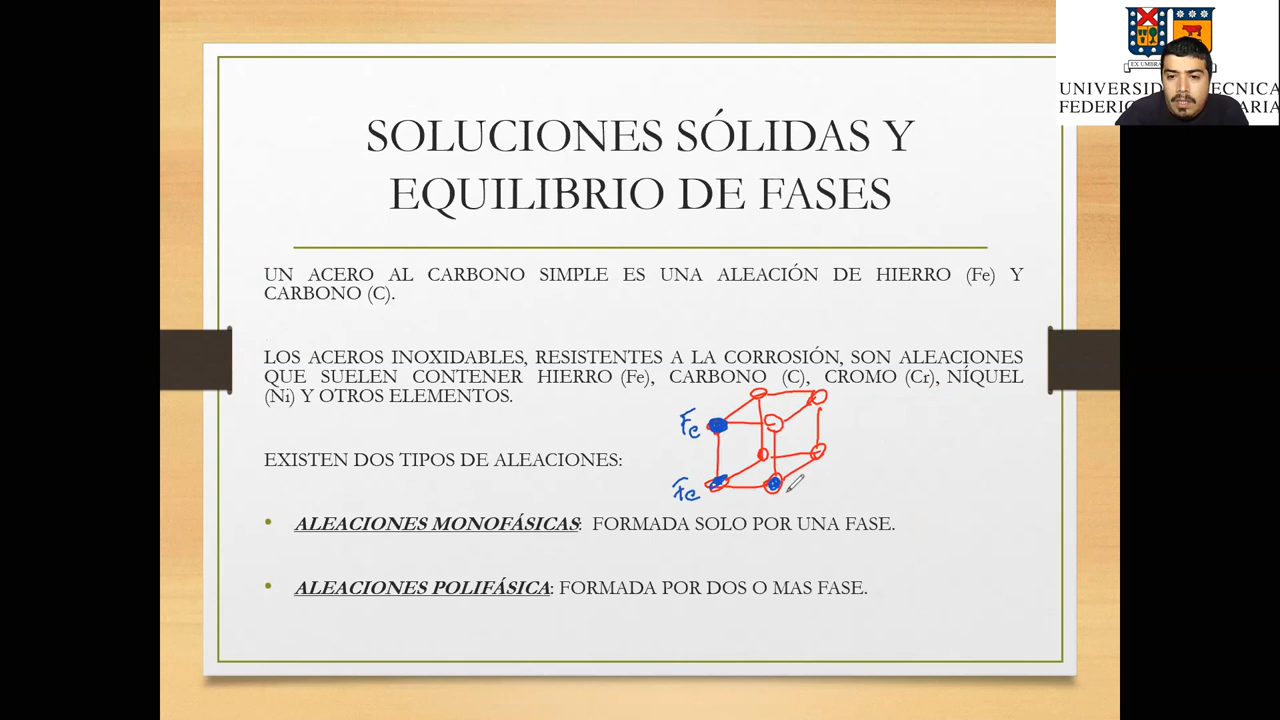 SOLUCIONES SÓLIDAS Y
EQUILIBRIO DE FASES
UN ACERO AL CARBONO SIMPLE ES UNA ALEACIÓN DE HIERRO (Fe) Y
CARBONO (C).
LOS ACEROS INOXIDABLES, RESISTENTES A LA CORROSIÓN, SON ALEACIONES
QUE SUELEN CONTENER HIERRO (Fe), CARBONO (C), CROMO (Cr), NÍQUEL
(Ni) Y OTROS ELEMENTOS.
Fe
EXISTEN DOS TIPOS DE ALEACIONES:
Fe
• ALEACIONES MONOFÁSICAS: FORMADA SOLO POR UNA FASE.
• ALEACIONES POLIFÁSICA: FORMADA POR DOS O MAS FASE.
EX UMBRA
UNIVERSID ECNICA
FEDERIC ARIA